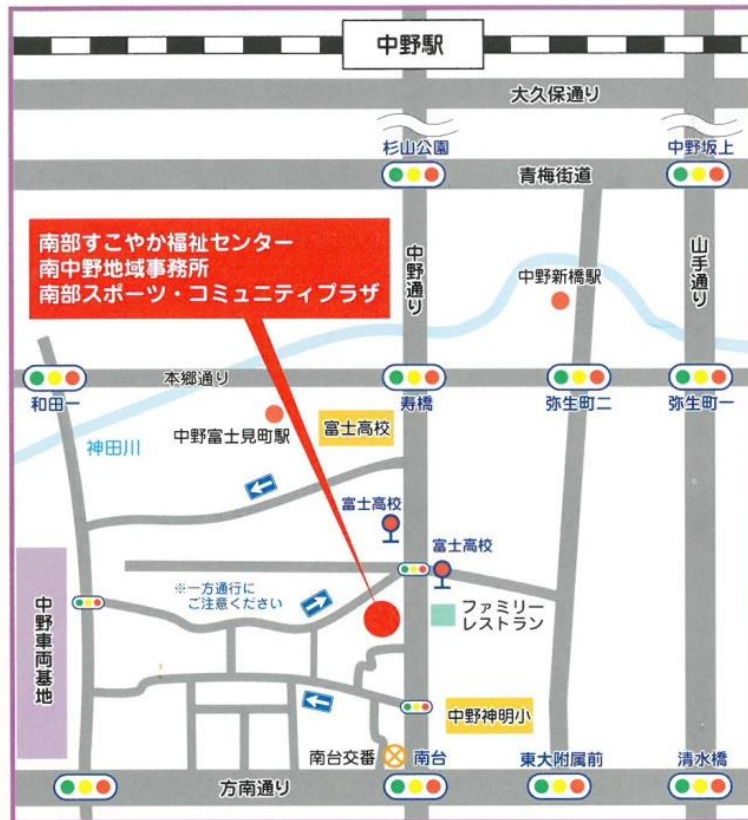 中野駅
大久保通り
杉山公園
中野坂上
青梅街道
南部すこやか福祉センター
南中野地域事務所
南部スポーツ・コミュニティプラザ
中野通り
山手通り
中野新橋駅
本郷通り
和田一
寿橋
弥生町二
弥生町一
神田川
中野富士見町駅
富士高校
富士高校
富士高校
※一方通行に
ご注意ください
中野車両基地
ファミリー
レストラン
中野神明小
南台交番
南台
東大附属前
清水橋
方南通り